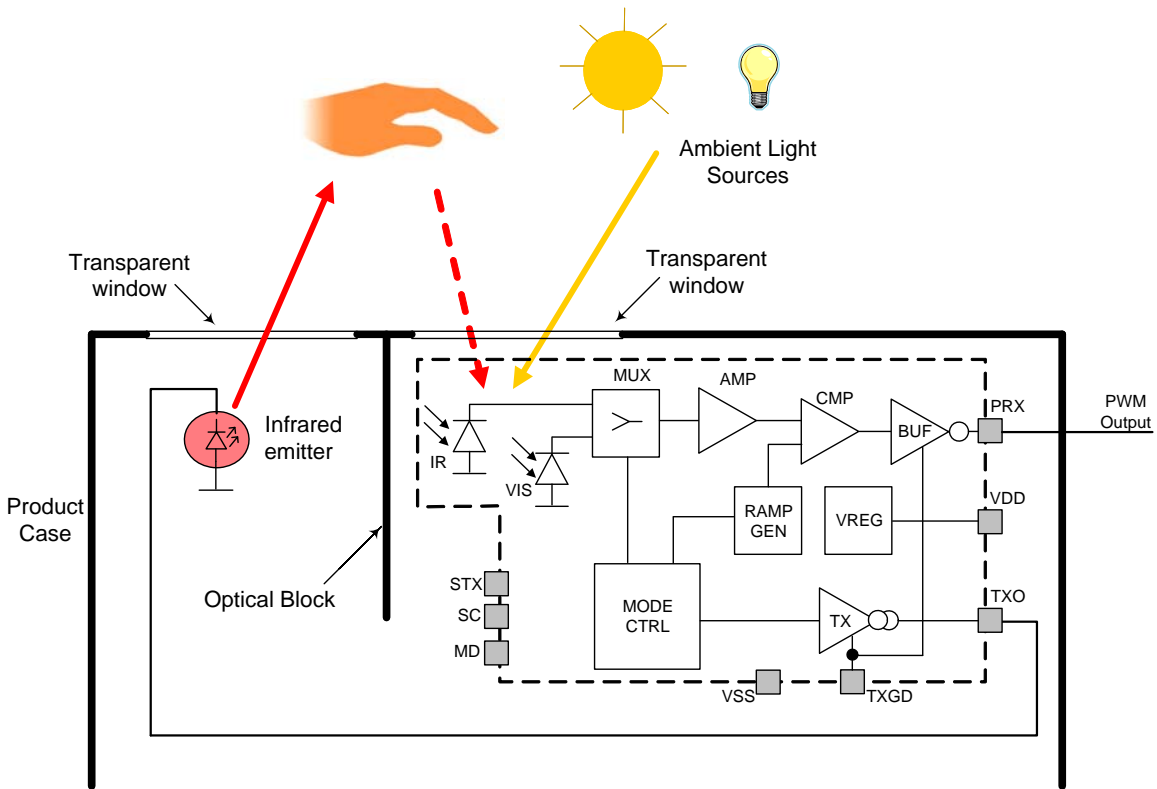 Ambient Light
Sources
Transparent
window
Transparent
window
MUX
AMP
CMP
PRX
PWM
Output
BUF
Infrared
emitter
IR
VIS
Product
Case
RAMP
GEN
VREG
VDD
Optical Block
STX
SC
MD
MODE
CTRL
TX
TXO
VSS
TXGD